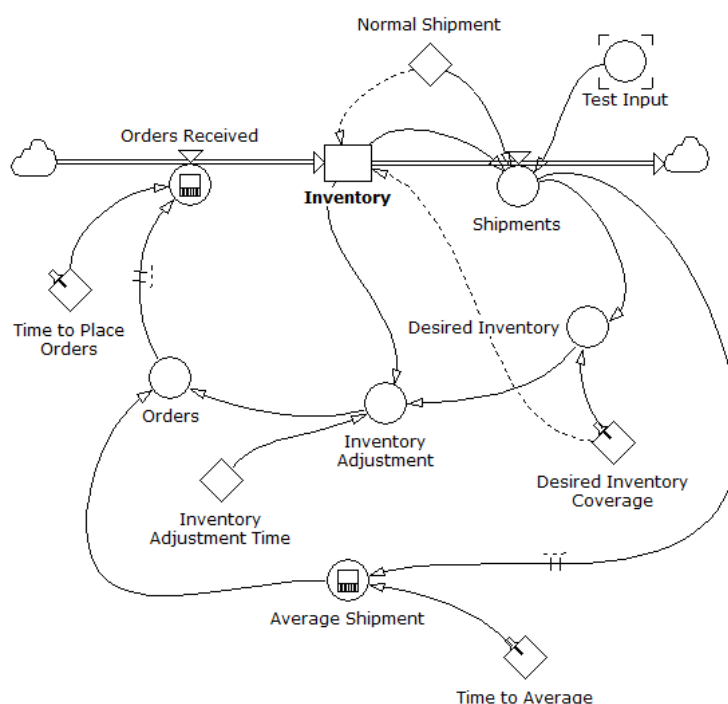 Normal Shipment
Test Input
Orders Received
Inventory
Shipments
Time to Place
Orders
Desired Inventory
Orders
Inventory
Adjustment
Inventory
Adjustment Time
Desired Inventory
Coverage
Average Shipment
Time to Average